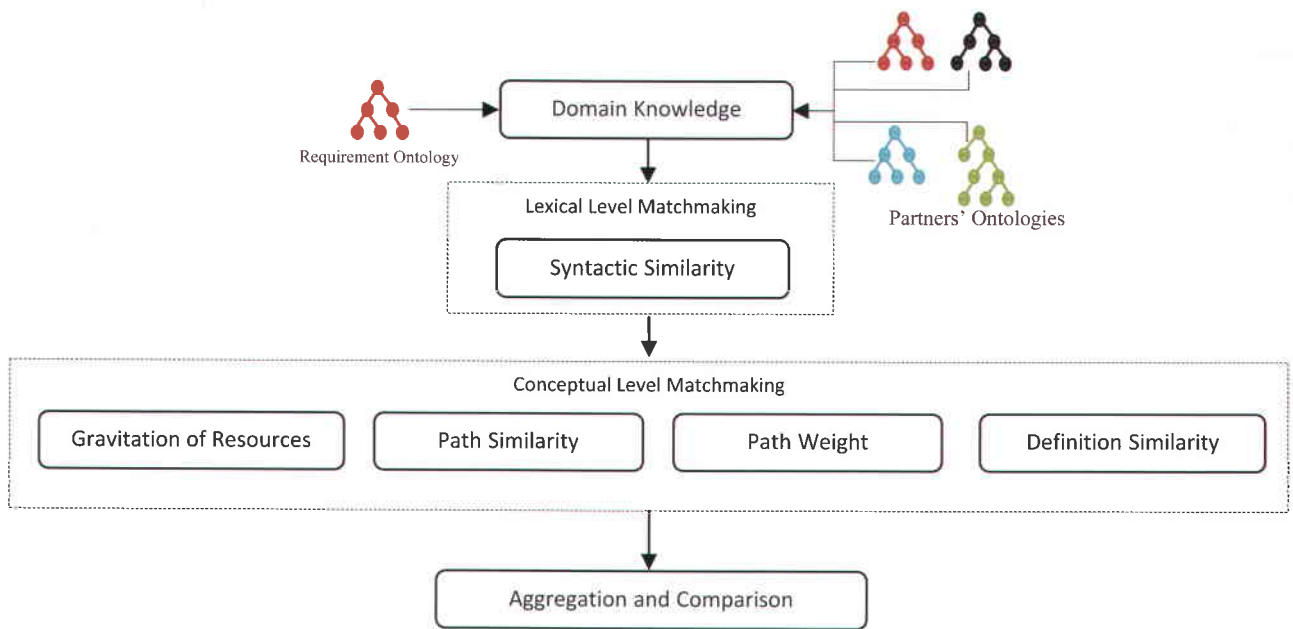 Domain Knowledge
Requirement Ontology
Partners’ Ontologies
Lexical Level Matchmaking
Syntactic Similarity
Conceptual Level Matchmaking
Gravitation of Resources
Path Similarity
Path Weight
Definition Similarity
Aggregation and Comparison